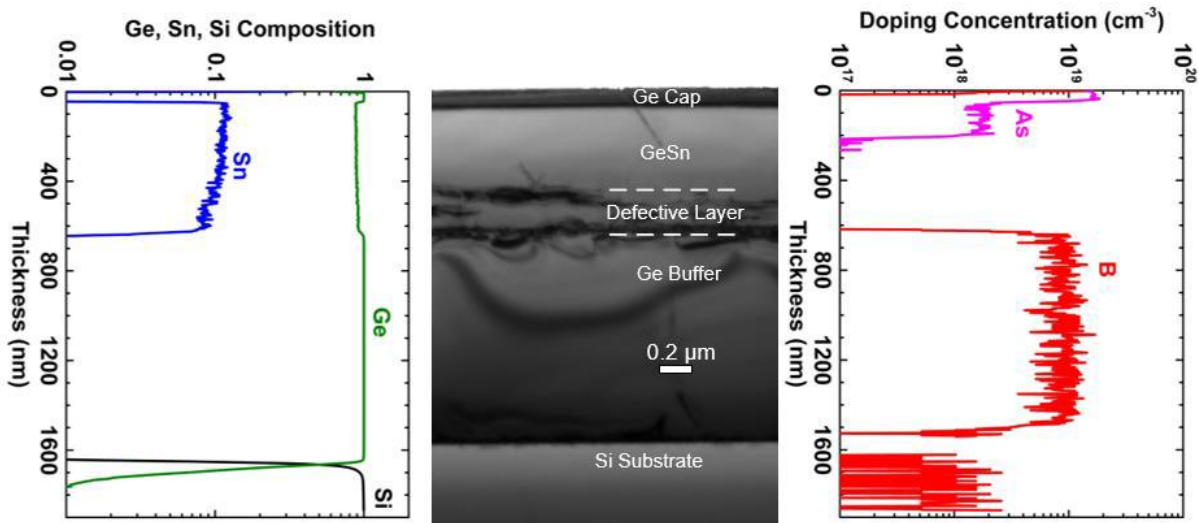 Ge, Sn, Si Composition
0.01
0.1
1
0
400
800
1200
1600
Thickness (nm)
Sn
Ge
Si
Ge Cap
GeSn
Defective Layer
Ge Buffer
0.2 µm
Si Substrate
Doping Concentration (cm⁻³)
10¹⁷
10¹⁸
10¹⁹
10²⁰
0
400
800
1200
1600
Thickness (nm)
As
B